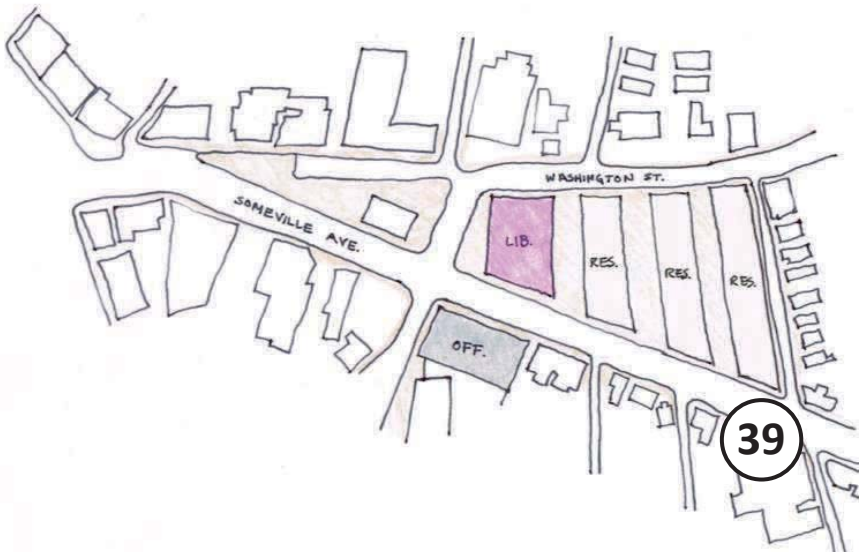 WASHINGTON ST.
SOMEVILLE AVE.
LIB.
RES.
RES.
RES.
OFF.
39